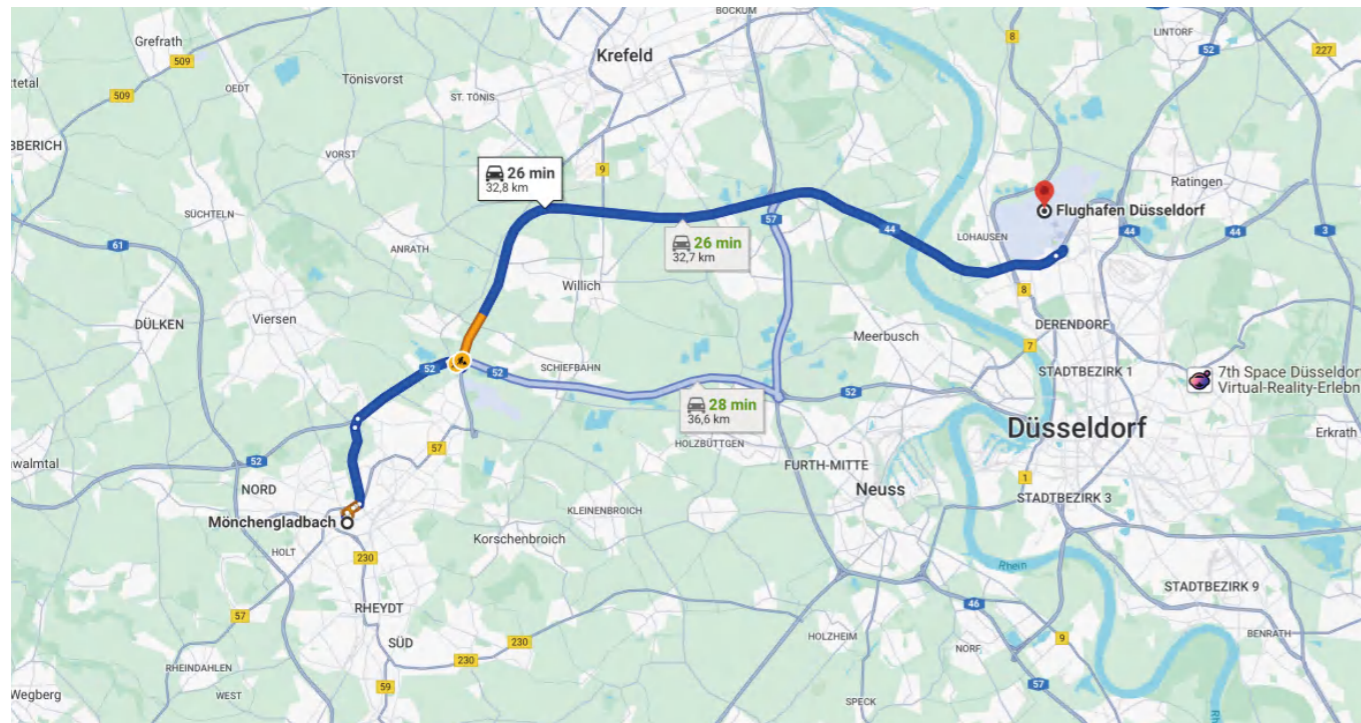 BOCKUM
Grefrath
509
Krefeld
8
LINTORF
52
227
ttetal
OEDT
Tönisvorst
509
ST. TÖNIS
BBERICH
VORST
9
26 min
32,8 km
Ratingen
SÜCHTELN
57
Flughafen Düsseldorf
44
LOHAUSEN
44
44
3
61
ANRATH
26 min
32,7 km
Willich
8
DÜLKEN
Viersen
Meerbusch
DERENDORF
7
52
52
SCHIEFBAHN
STADTBEZIRK 1
7th Space Düsseldor
Virtual-Reality-Erlebn
52
28 min
36,6 km
Düsseldorf
Erkrath
57
HOLZBÜTTGEN
nwalmtal
52
FURTH-MITTE
1
NORD
Neuss
STADTBEZIRK 3
KLEINENBROICH
Mönchengladbach
Korschenbroich
HOLT
230
Rhein
STADTBEZIRK 9
RHEYDT
46
57
SÜD
230
HOLZHEIM
9
BENRATH
230
NORF
RHEINDAHLEN
59
57
Wegberg
WEST
SPECK
Rh